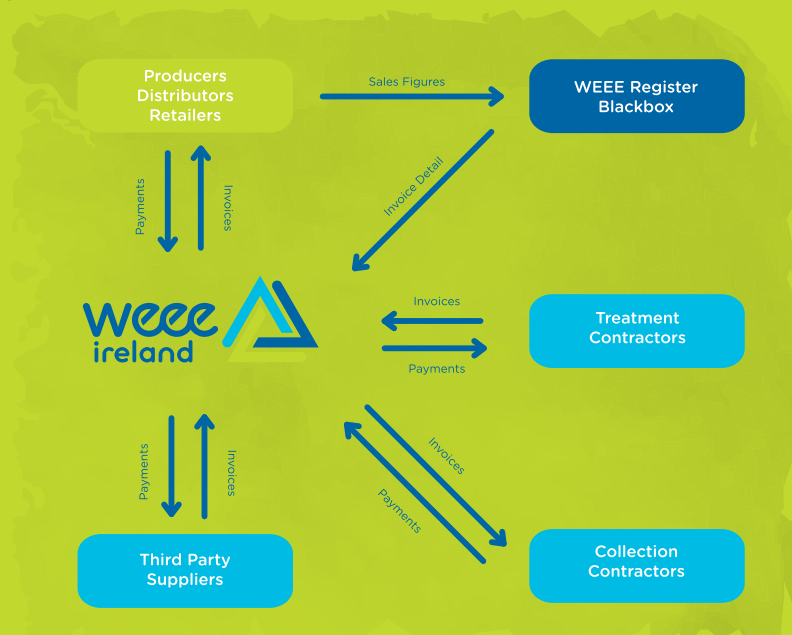 Producers
Distributors
Retailers
Sales Figures
WEEE Register
Blackbox
Payments
Invoices
Invoice Detail
weee
ireland
Invoices
Payments
Treatment
Contractors
Payments
Invoices
Invoices
Payments
Third Party
Suppliers
Collection
Contractors